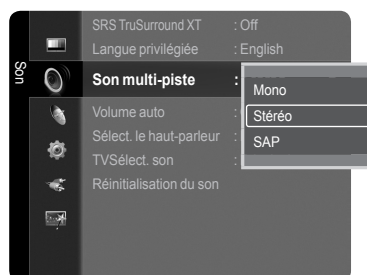 Son
SRS TruSurround XT : Off
Langue privilégiée : English
Son multi-piste :
Mono
Stéréo
SAP
Volume auto :
Sélect. le haut-parleur :
TVSélect. son :
Réinitialisation du son